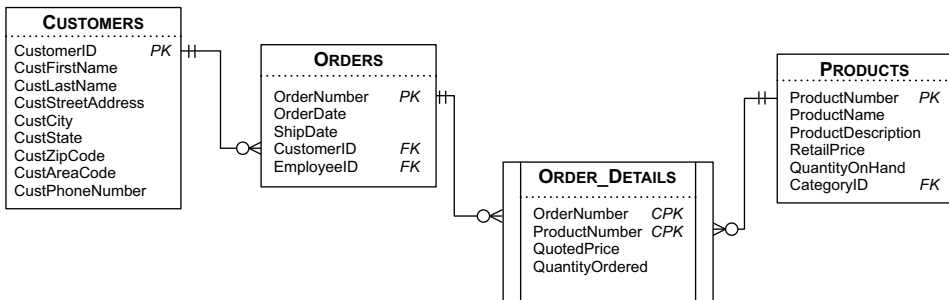 CUSTOMERS
CustomerID PK
CustFirstName
CustLastName
CustStreetAddress
CustCity
CustState
CustZipCode
CustAreaCode
CustPhoneNumber
ORDERS
OrderNumber PK
OrderDate
ShipDate
CustomerID FK
EmployeeID FK
ORDER_DETAILS
OrderNumber CPK
ProductNumber CPK
QuotedPrice
QuantityOrdered
PRODUCTS
ProductNumber PK
ProductName
ProductDescription
RetailPrice
QuantityOnHand
CategoryID FK